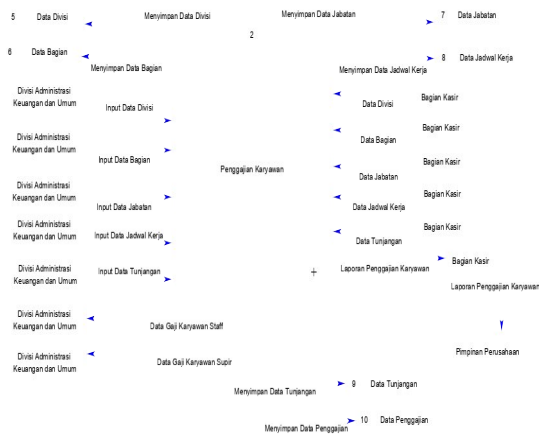 5 Data Divisi
Menyimpan Data Divisi
Menyimpan Data Jabatan
7 Data Jabatan
2
6 Data Bagian
Menyimpan Data Bagian
8 Data Jadwal Kerja
Menyimpan Data Jadwal Kerja
Divisi Administrasi
Keuangan dan Umum
Input Data Divisi
Data Divisi
Bagian Kasir
Divisi Administrasi
Keuangan dan Umum
Input Data Bagian
Data Bagian
Bagian Kasir
Penggajian Karyawan
Data Jabatan
Bagian Kasir
Divisi Administrasi
Keuangan dan Umum
Input Data Jabatan
Data Jadwal Kerja
Bagian Kasir
Divisi Administrasi
Keuangan dan Umum
Input Data Jadwal Kerja
Data Tunjangan
Bagian Kasir
Divisi Administrasi
Keuangan dan Umum
Input Data Tunjangan
+
Laporan Penggajian Karyawan
Bagian Kasir
Laporan Penggajian Karyawan
Divisi Administrasi
Keuangan dan Umum
Data Gaji Karyawan Staff
Divisi Administrasi
Keuangan dan Umum
Data Gaji Karyawan Supir
Pimpinan Perusahaan
Menyimpan Data Tunjangan
9 Data Tunjangan
Menyimpan Data Penggajian
10 Data Penggajian